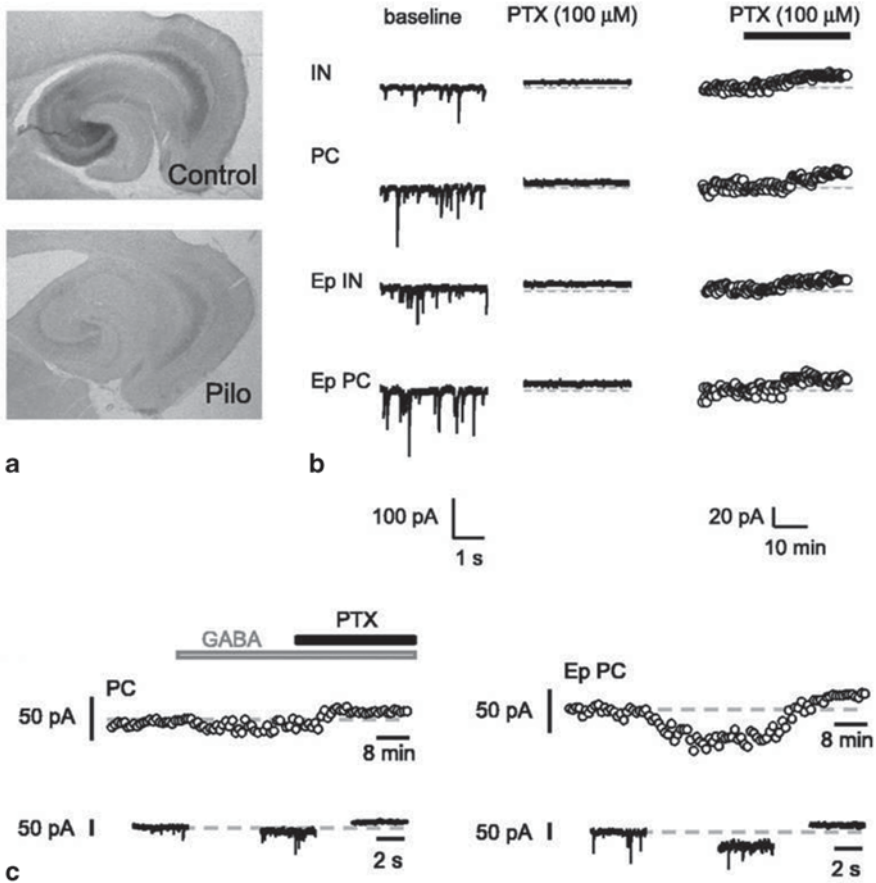 Control
Pilo
a
baseline
PTX (100 μM)
PTX (100 μM)
IN
PC
Ep IN
Ep PC
b
100 pA
1 s
20 pA
10 min
GABA
PTX
PC
50 pA
8 min
50 pA
2 s
Ep PC
50 pA
8 min
50 pA
2 s
c